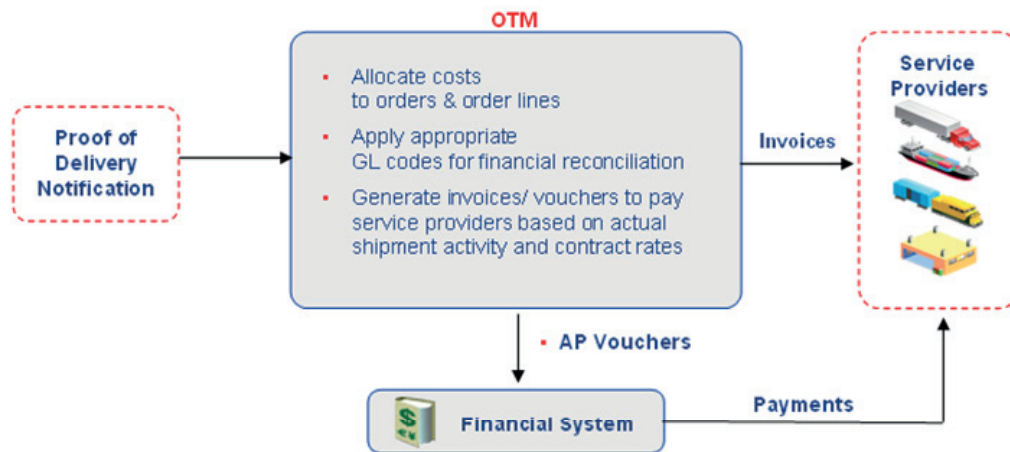 OTM
Proof of
Delivery
Notification
▪ Allocate costs
to orders & order lines
▪ Apply appropriate
GL codes for financial reconciliation
▪ Generate invoices/ vouchers to pay
service providers based on actual
shipment activity and contract rates
Invoices
Service
Providers
▪ AP Vouchers
$
Financial System
Payments